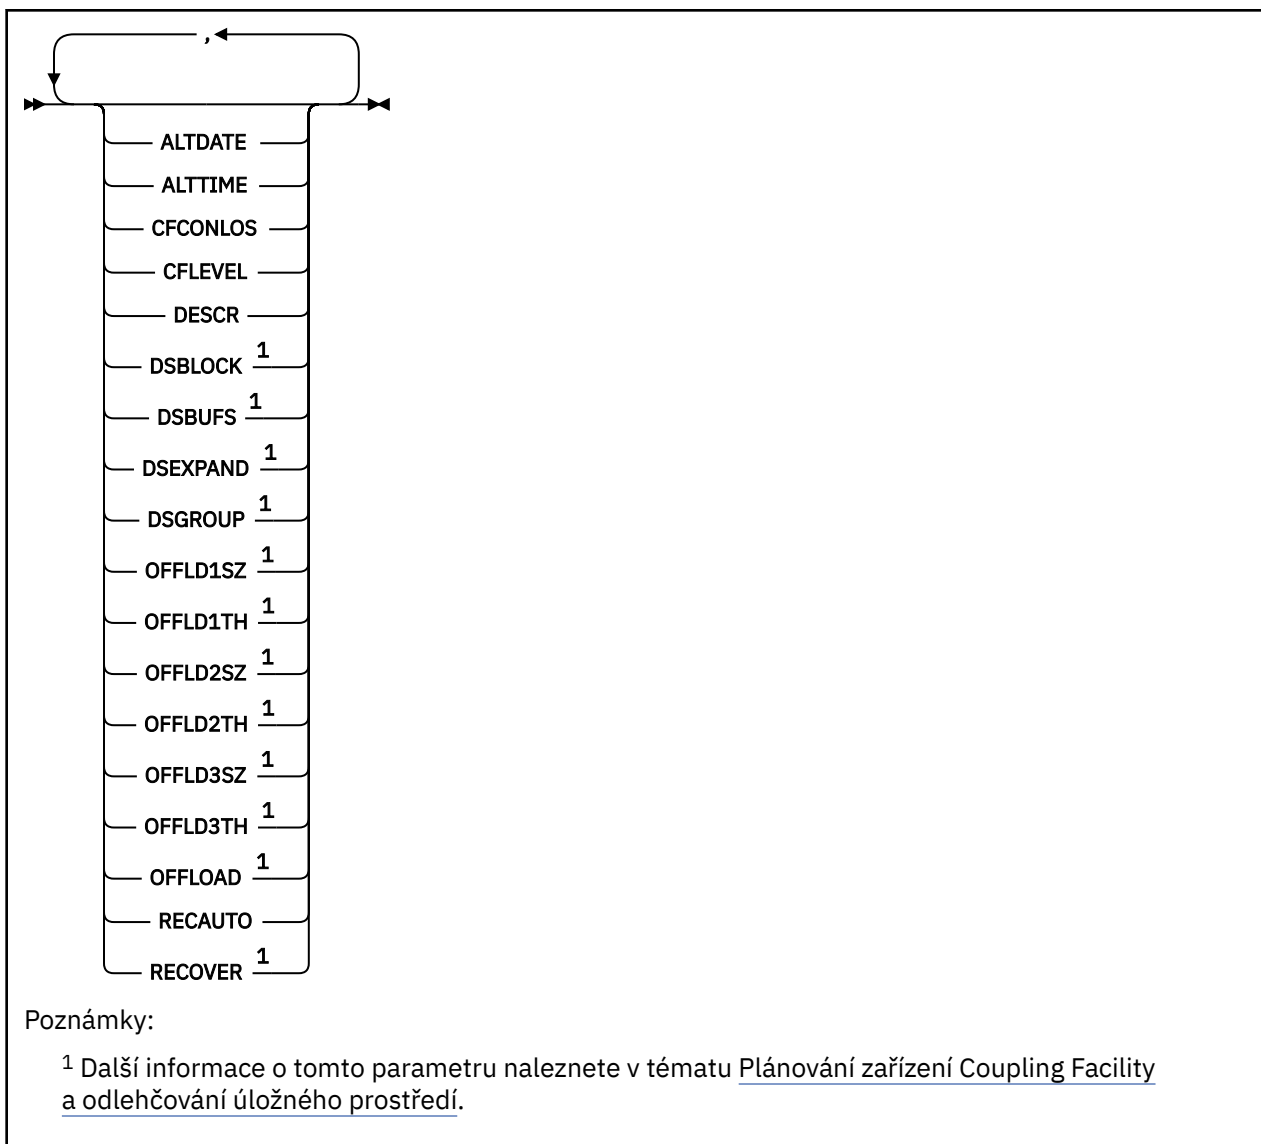 ,
ALTDATE
ALTTIME
CFCONLOS
CFLEVEL
DESCR
DSBLOCK 1
DSBUFS 1
DSEXPAND 1
DSGROUP 1
OFFLD1SZ 1
OFFLD1TH 1
OFFLD2SZ 1
OFFLD2TH 1
OFFLD3SZ 1
OFFLD3TH 1
OFFLOAD 1
RECAUTO
RECOVER 1
Poznámky:
1 Další informace o tomto parametru naleznete v tématu Plánování zařízení Coupling Facility
a odlehčování úložného prostředí.